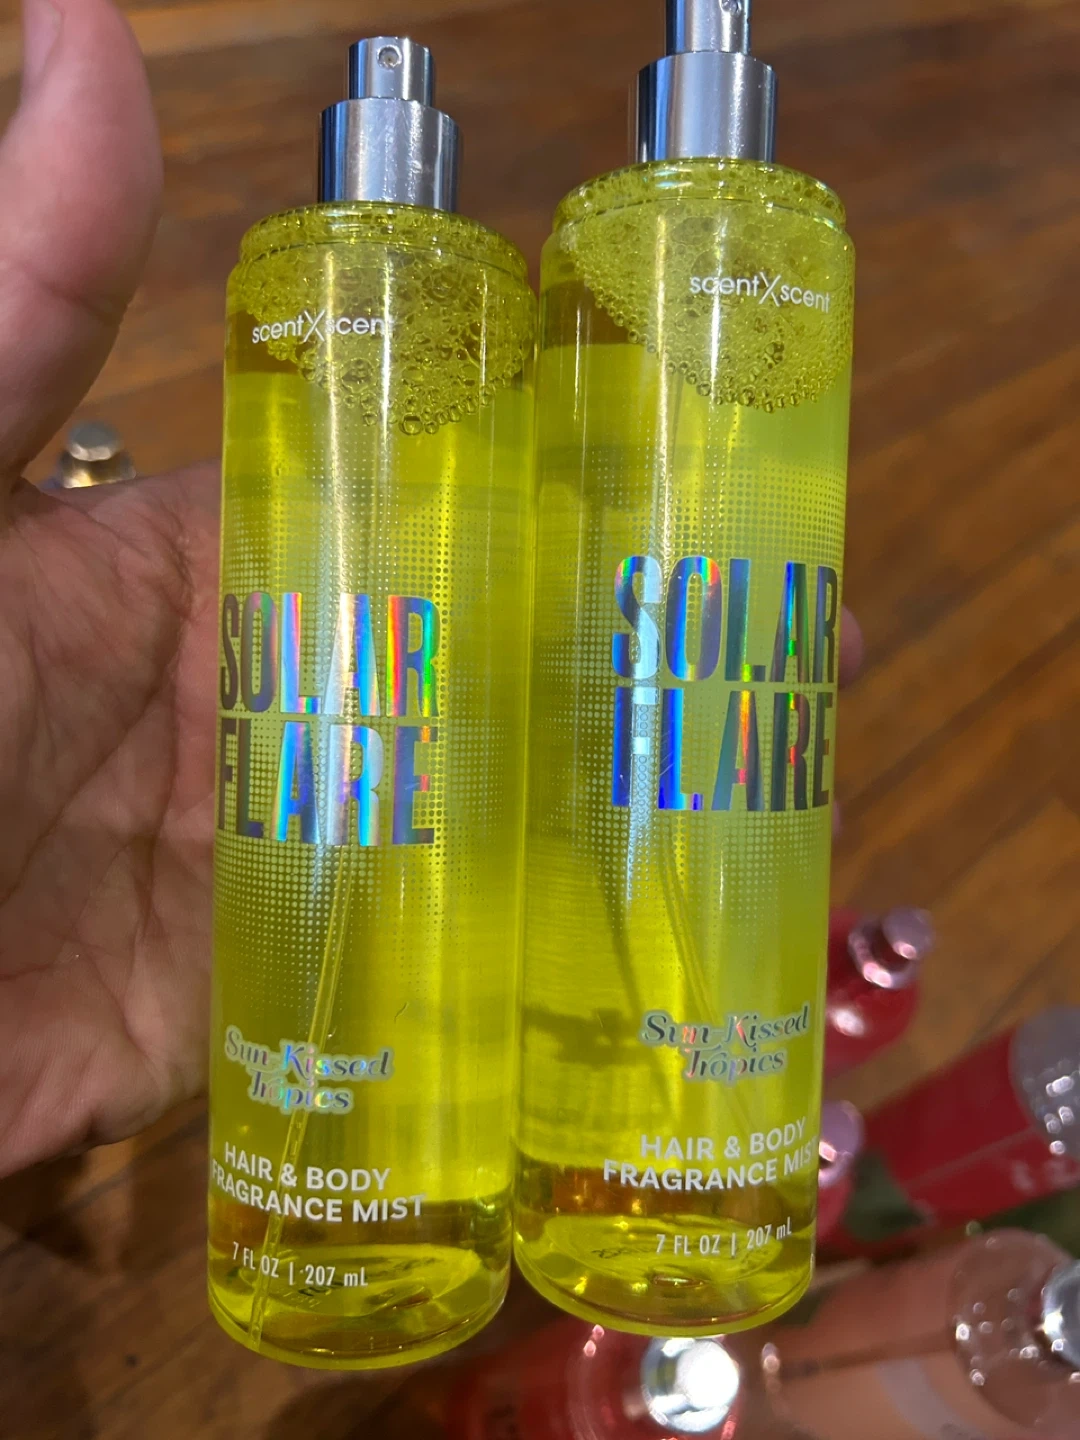 scentXscent
SOLAR
FLARE
Sun-Kissed
Tropics
HAIR & BODY
FRAGRANCE MIST
7 FL OZ | 207 mL
scentXscent
SOLAR
FLARE
Sun-Kissed
Tropics
HAIR & BODY
FRAGRANCE MIS
7 FL OZ | 207 mL